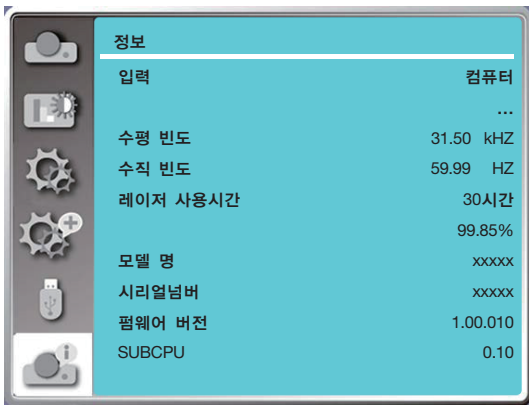 정보
입력 컴퓨터
...
수평 빈도 31.50 kHZ
수직 빈도 59.99 HZ
레이저 사용시간 30시간
99.85%
모델 명 xxxxx
시리얼넘버 xxxxx
펌웨어 버전 1.00.010
SUBCPU 0.10